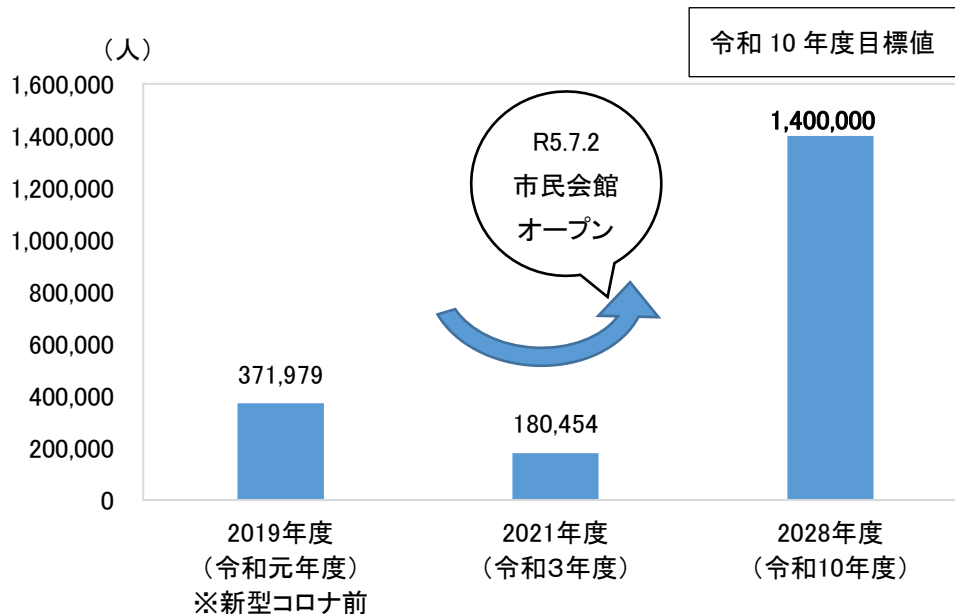 令和 10 年度目標値
（人）
1,600,000
1,400,000
1,200,000
1,000,000
800,000
600,000
400,000
200,000
0
R5.7.2
市民会館
オープン
371,979
180,454
1,400,000
2019年度
（令和元年度）
※新型コロナ前
2021年度
（令和３年度）
2028年度
（令和10年度）